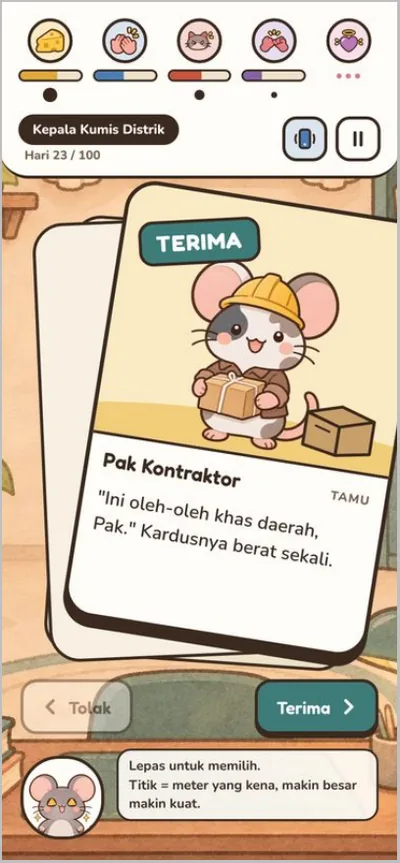 Kepala Kumis Distrik
Hari 23 / 100
TERIMA
Pak Kontraktor
TAMU
"Ini oleh-oleh khas daerah,
Pak." Kardusnya berat sekali.
Tolak
Terima
Lepas untuk memilih.
Titik = meter yang kena, makin besar
makin kuat.